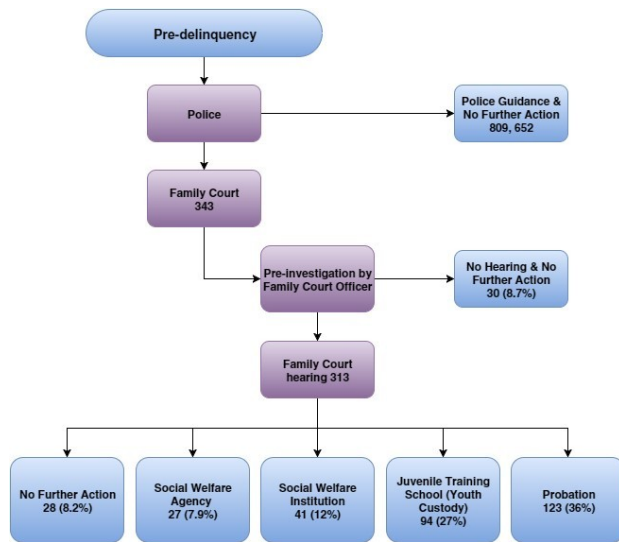 Pre-delinquency
Police
Police Guidance &
No Further Action
809, 652
Family Court
343
Pre-investigation by
Family Court Officer
No Hearing & No
Further Action
30 (8.7%)
Family Court
hearing 313
No Further Action
28 (8.2%)
Social Welfare
Agency
27 (7.9%)
Social Welfare
Institution
41 (12%)
Juvenile Training
School (Youth
Custody)
94 (27%)
Probation
123 (36%)